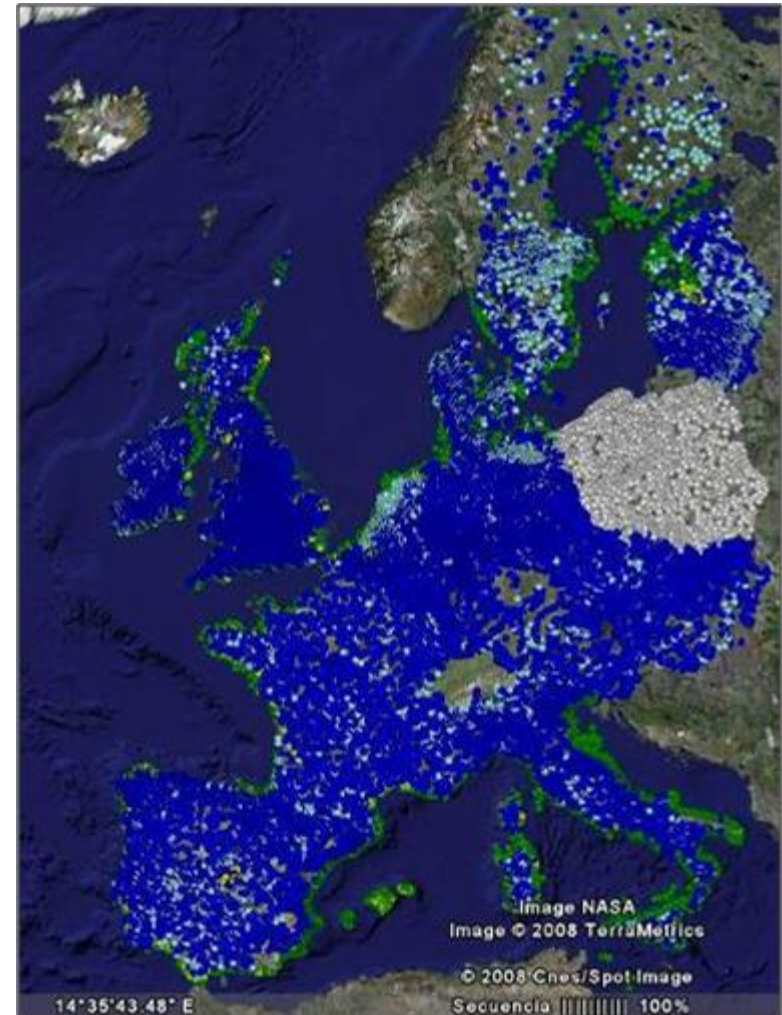 Image NASA
Image © 2008 TerraMetrics
© 2008 Cnes/Spot Image
14°35'43.48" E
Secuencia |||||||||| 100%